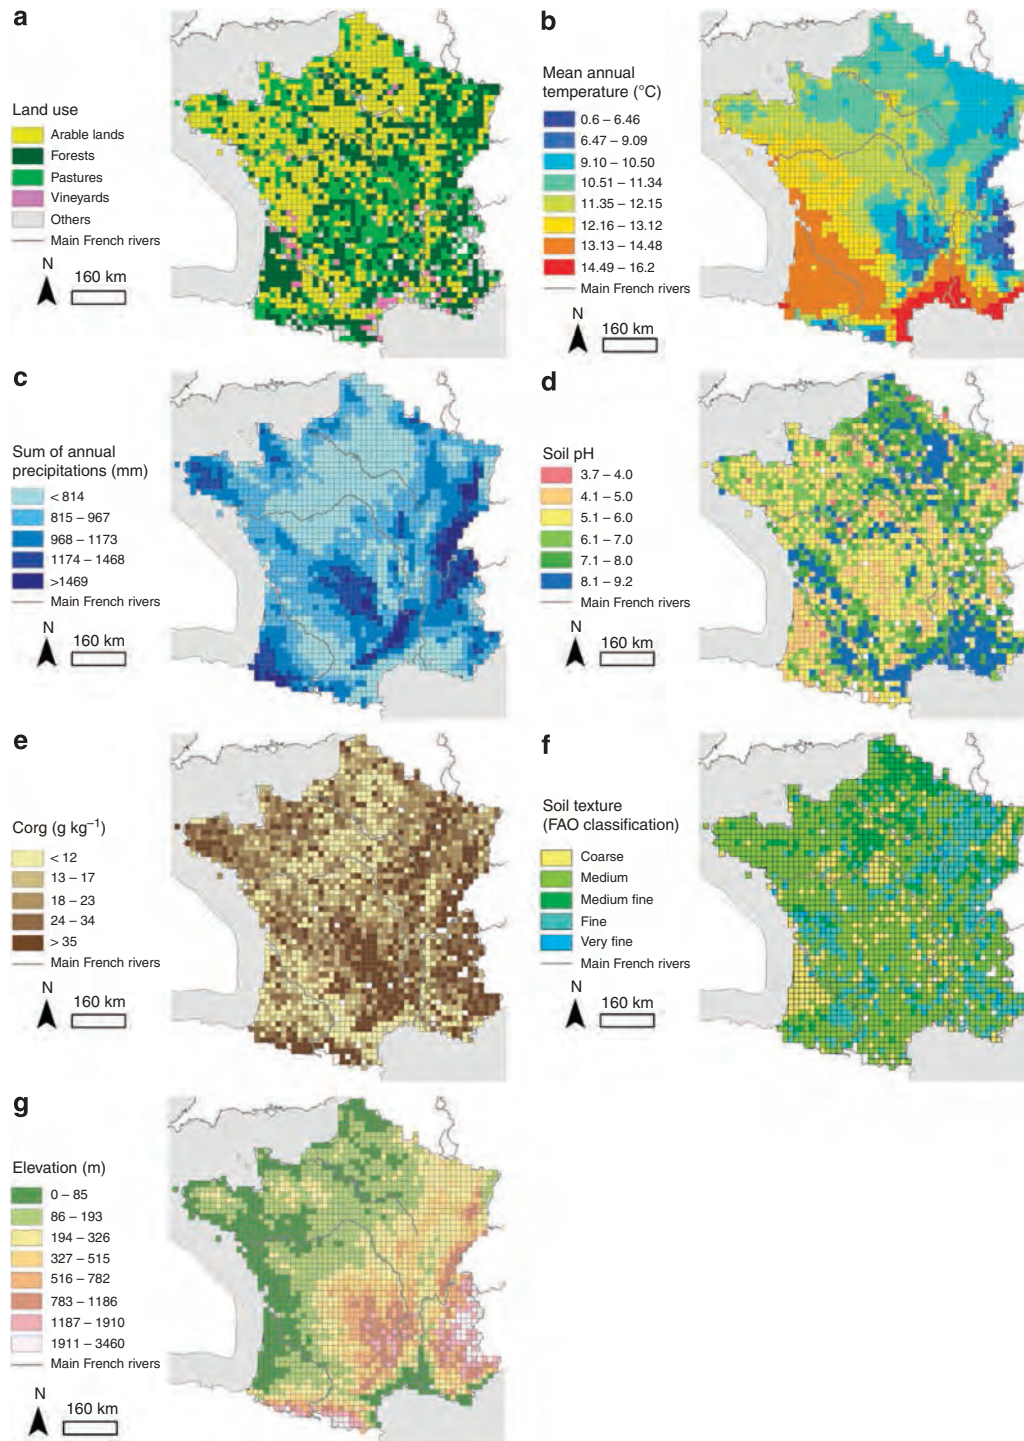 a
Land use
Arable lands
Forests
Pastures
Vineyards
Others
Main French rivers
N
160 km
b
Mean annual
temperature (°C)
0.6 – 6.46
6.47 – 9.09
9.10 – 10.50
10.51 – 11.34
11.35 – 12.15
12.16 – 13.12
13.13 – 14.48
14.49 – 16.2
Main French rivers
N
160 km
c
Sum of annual
precipitations (mm)
< 814
815 – 967
968 – 1173
1174 – 1468
>1469
Main French rivers
N
160 km
d
Soil pH
3.7 – 4.0
4.1 – 5.0
5.1 – 6.0
6.1 – 7.0
7.1 – 8.0
8.1 – 9.2
Main French rivers
N
160 km
e
Corg (g kg⁻¹)
< 12
13 – 17
18 – 23
24 – 34
> 35
Main French rivers
N
160 km
f
Soil texture
(FAO classification)
Coarse
Medium
Medium fine
Fine
Very fine
Main French rivers
N
160 km
g
Elevation (m)
0 – 85
86 – 193
194 – 326
327 – 515
516 – 782
783 – 1186
1187 – 1910
1911 – 3460
Main French rivers
N
160 km